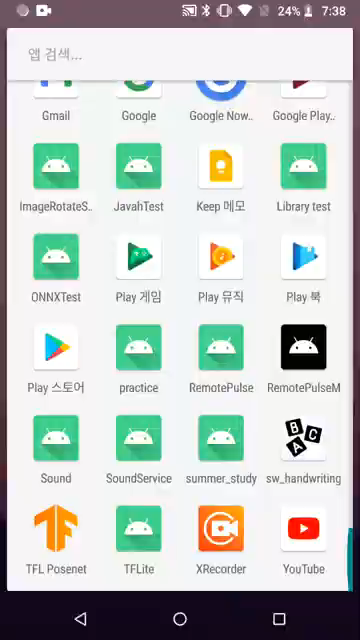 24% 7:38
앱 검색...
Gmail Google Google Now.. Google Play..
ImageRotateS.. JavahTest Keep 메모 Library test
ONNXTest Play 게임 Play 뮤직 Play 북
Play 스토어 practice RemotePulse RemotePulseM
Sound SoundService summer_study sw_handwriting
B
A C
TF
TFL Posenet TFLite XRecorder YouTube